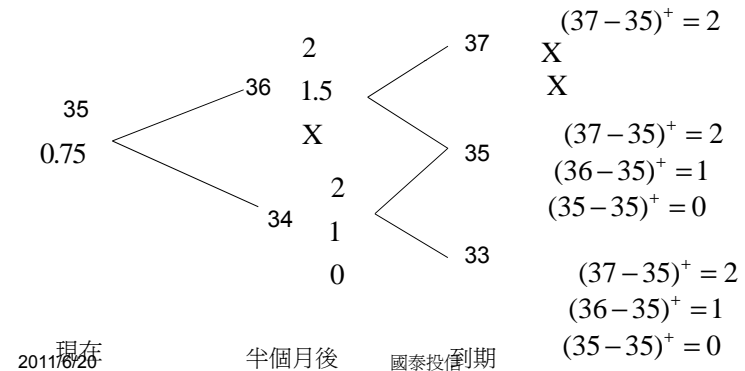 (37−35)⁺ = 2
37
X
2
36
1.5
X
35
X
(37−35)⁺ = 2
0.75
35
(36−35)⁺ = 1
2
(35−35)⁺ = 0
34
1
33
(37−35)⁺ = 2
0
(36−35)⁺ = 1
(35−35)⁺ = 0
現在
半個月後
到期
2011/6/20
國泰投信